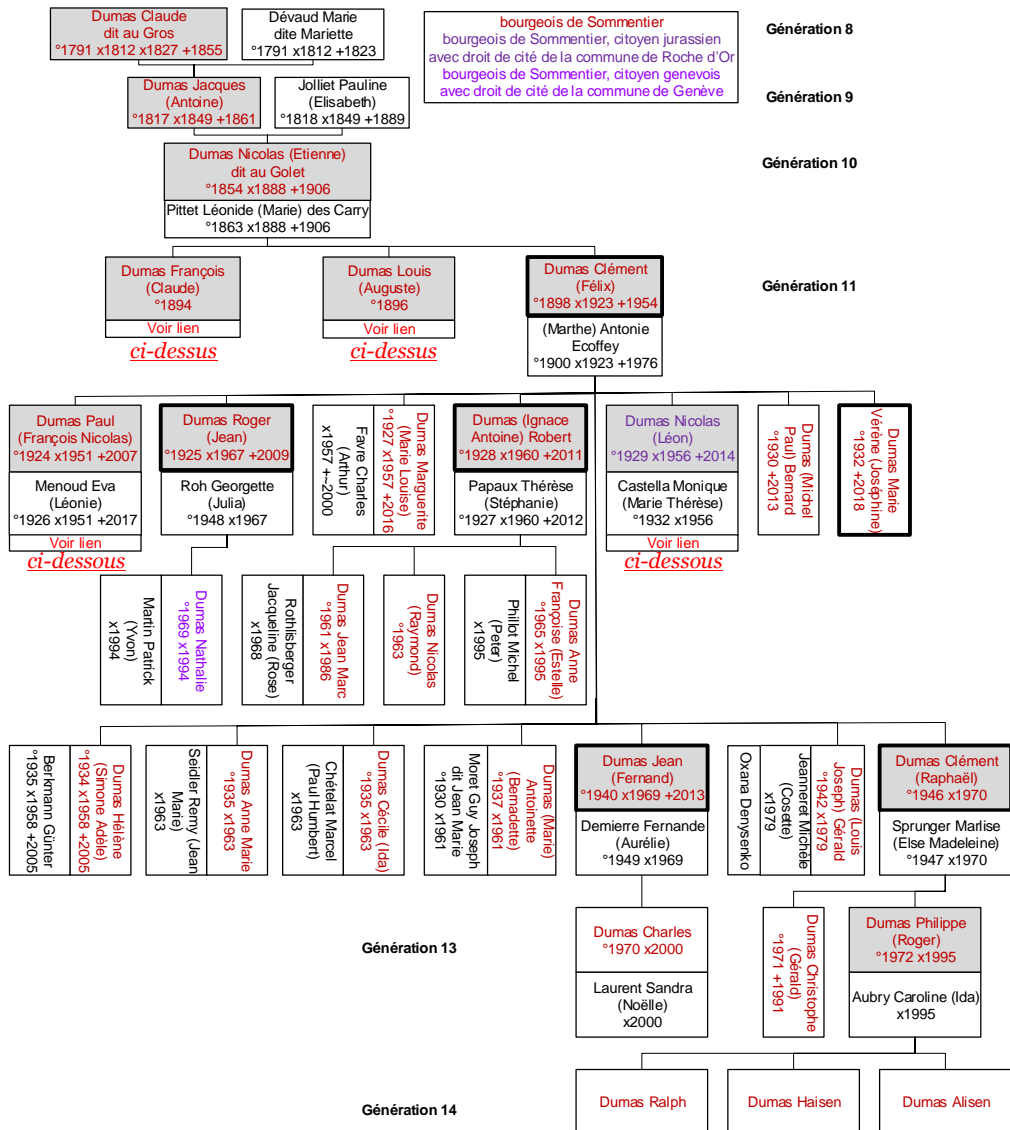 Dumas Claude
dit au Gros
°1791 x1812 x1827 +1855
Dévaud Marie
dite Mariette
°1791 x1812 +1823
bourgeois de Sommentier
bourgeois de Sommentier, citoyen jurassien
avec droit de cité de la commune de Roche d'Or
bourgeois de Sommentier, citoyen genevois
avec droit de cité de la commune de Genève
Génération 8
Dumas Jacques
(Antoine)
°1817 x1849 +1861
Jolliet Pauline
(Elisabeth)
°1818 x1849 +1889
Génération 9
Dumas Nicolas (Etienne)
dit au Golet
°1854 x1888 +1906
Pittet Léonide (Marie) des Carry
°1863 x1888 +1906
Génération 10
Dumas François
(Claude)
°1894
Voir lien
ci-dessus
Dumas Louis
(Auguste)
°1896
Voir lien
ci-dessus
Dumas Clément
(Félix)
°1898 x1923 +1954
(Marthe) Antonie
Ecoffey
°1900 x1923 +1976
Génération 11
Dumas Paul
(François Nicolas)
°1924 x1951 +2007
Menoud Eva
(Léonie)
°1926 x1951 +2017
Voir lien
ci-dessous
Dumas Roger
(Jean)
°1925 x1967 +2009
Roh Georgette
(Julia)
°1948 x1967
Favre Charles
(Arthur)
x1957 +~2000
Dumas Marguerite
(Marie Louise)
°1927 x1957 +2016
Dumas (Ignace
Antoine) Robert
°1928 x1960 +2011
Papaux Thérèse
(Stéphanie)
°1927 x1960 +2012
Dumas Nicolas
(Léon)
°1929 x1956 +2014
Castella Monique
(Marie Thérèse)
°1932 x1956
Voir lien
ci-dessous
Dumas (Michel
Paul) Bernard
°1930 +2013
Dumas Marie
Vérène (Joséphine)
°1932 +2018
Martin Patrick
(Yvon)
x1994
Dumas Nathalie
°1969 x1994
Rothlisberger
Jacqueline (Rose)
x1968
Dumas Jean Marc
°1961 x1986
Dumas Nicolas
(Raymond)
°1963
Phillot Michel
(Peter)
x1995
Dumas Anne
Françoise (Estelle)
°1965 x1995
Berkmann Günter
°1935 x1958 +2005
Dumas Hélène
(Simone Adèle)
°1934 x1958 +2005
Seidler Remy (Jean
Marie)
x1963
Dumas Anne Marie
°1935 x1963
Chételat Marcel
(Paul Humbert)
x1963
Dumas Cécile (Ida)
°1935 x1963
Moret Guy Joseph
dit Jean Marie
°1930 x1961
Dumas (Marie)
Antoinette
(Bernadette)
°1937 x1961
Dumas Jean
(Fernand)
°1940 x1969 +2013
Demierre Fernande
(Aurélie)
°1949 x1969
Oxana Denysenko
Jeanneret Michèle
(Cosette)
x1979
Dumas (Louis
Joseph) Gérald
°1942 x1979
Dumas Clément
(Raphaël)
°1946 x1970
Sprunger Marlise
(Else Madeleine)
°1947 x1970
Génération 13
Dumas Charles
°1970 x2000
Laurent Sandra
(Noëlle)
x2000
Dumas Christophe
(Gérald)
°1971 +1991
Dumas Philippe
(Roger)
°1972 x1995
Aubry Caroline (Ida)
x1995
Génération 14
Dumas Ralph
Dumas Haisen
Dumas Alisen